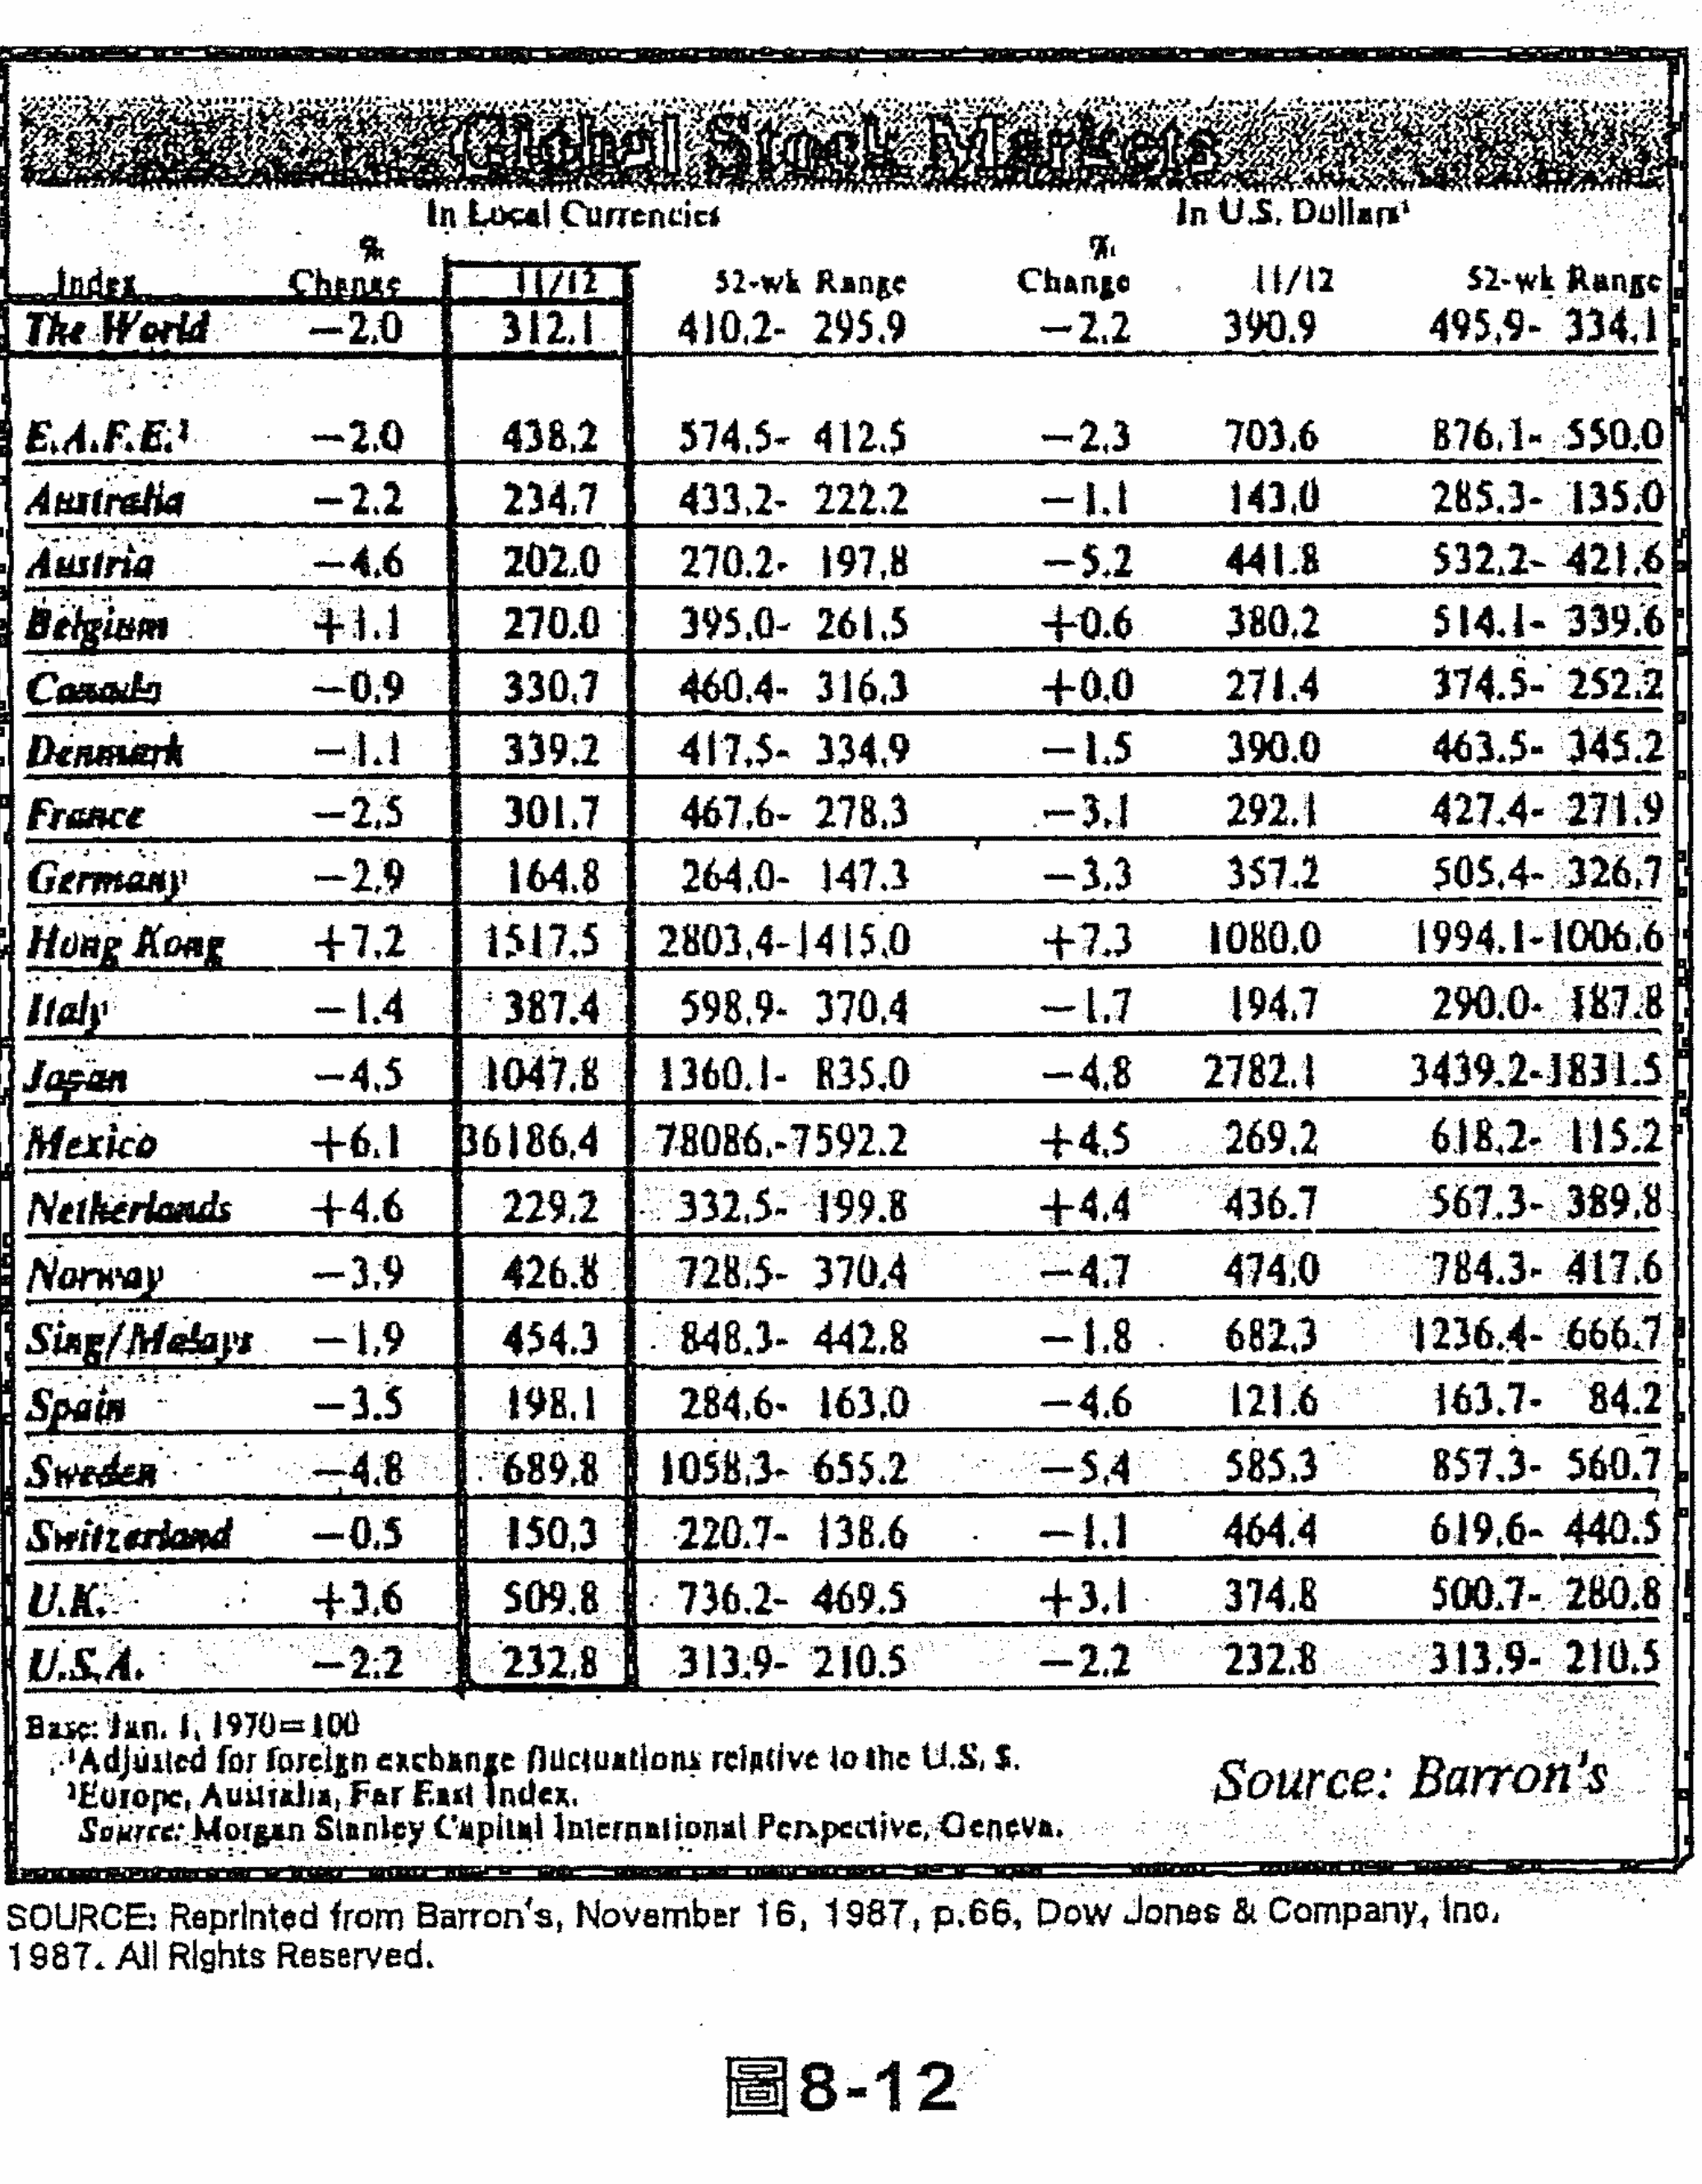 Global Stock Markets
In Local Currencies In U.S. Dollars¹
% %
Index Change 11/12 52-wk Range Change 11/12 52-wk Range
The World −2.0 312.1 410.2- 295.9 −2.2 390.9 495.9- 334.1
E.A.F.E.² −2.0 438.2 574.5- 412.5 −2.3 703.6 876.1- 550.0
Australia −2.2 234.7 433.2- 222.2 −1.1 143.0 285.3- 135.0
Austria −4.6 202.0 270.2- 197.8 −5.2 441.8 532.2- 421.6
Belgium +1.1 270.0 395.0- 261.5 +0.6 380.2 514.1- 339.6
Canada −0.9 330.7 460.4- 316.3 +0.0 271.4 374.5- 252.2
Denmark −1.1 339.2 417.5- 334.9 −1.5 390.0 463.5- 345.2
France −2.5 301.7 467.6- 278.3 −3.1 292.1 427.4- 271.9
Germany −2.9 164.8 264.0- 147.3 −3.3 357.2 505.4- 326.7
Hong Kong +7.2 1517.5 2803.4-1415.0 +7.3 1080.0 1994.1-1006.6
Italy −1.4 387.4 598.9- 370.4 −1.7 194.7 290.0- 187.8
Japan −4.5 1047.8 1360.1- 835.0 −4.8 2782.1 3439.2-1831.5
Mexico +6.1 36186.4 78086.-7592.2 +4.5 269.2 618.2- 115.2
Netherlands +4.6 229.2 332.5- 199.8 +4.4 436.7 567.3- 389.8
Norway −3.9 426.8 728.5- 370.4 −4.7 474.0 784.3- 417.6
Sing/Malays −1.9 454.3 848.3- 442.8 −1.8 682.3 1236.4- 666.7
Spain −3.5 198.1 284.6- 163.0 −4.6 121.6 163.7- 84.2
Sweden −4.8 689.8 1058.3- 655.2 −5.4 585.3 857.3- 560.7
Switzerland −0.5 150.3 220.7- 138.6 −1.1 464.4 619.6- 440.5
U.K. +3.6 509.8 736.2- 469.5 +3.1 374.8 500.7- 280.8
U.S.A. −2.2 232.8 313.9- 210.5 −2.2 232.8 313.9- 210.5
Base: Jan. 1, 1970=100
¹Adjusted for foreign exchange fluctuations relative to the U.S. $.
²Europe, Australia, Far East Index.
Source: Morgan Stanley Capital International Perspective, Geneva.
Source: Barron's
SOURCE: Reprinted from Barron's, November 16, 1987, p.66, Dow Jones & Company, Inc.
1987. All Rights Reserved.
圖8-12